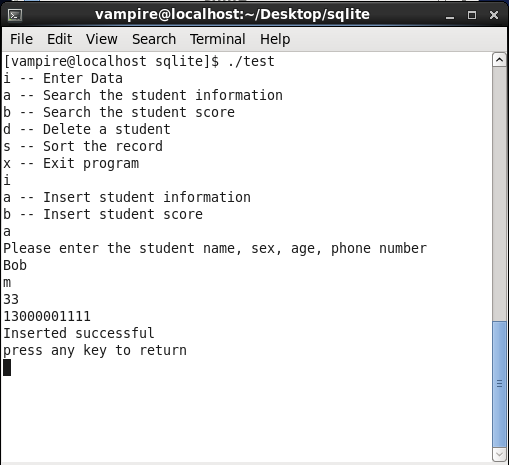 vampire@localhost:~/Desktop/sqlite
File Edit View Search Terminal Help
[vampire@localhost sqlite]$ ./test
i -- Enter Data
a -- Search the student information
b -- Search the student score
d -- Delete a student
s -- Sort the record
x -- Exit program
i
a -- Insert student information
b -- Insert student score
a
Please enter the student name, sex, age, phone number
Bob
m
33
13000001111
Inserted successful
press any key to return